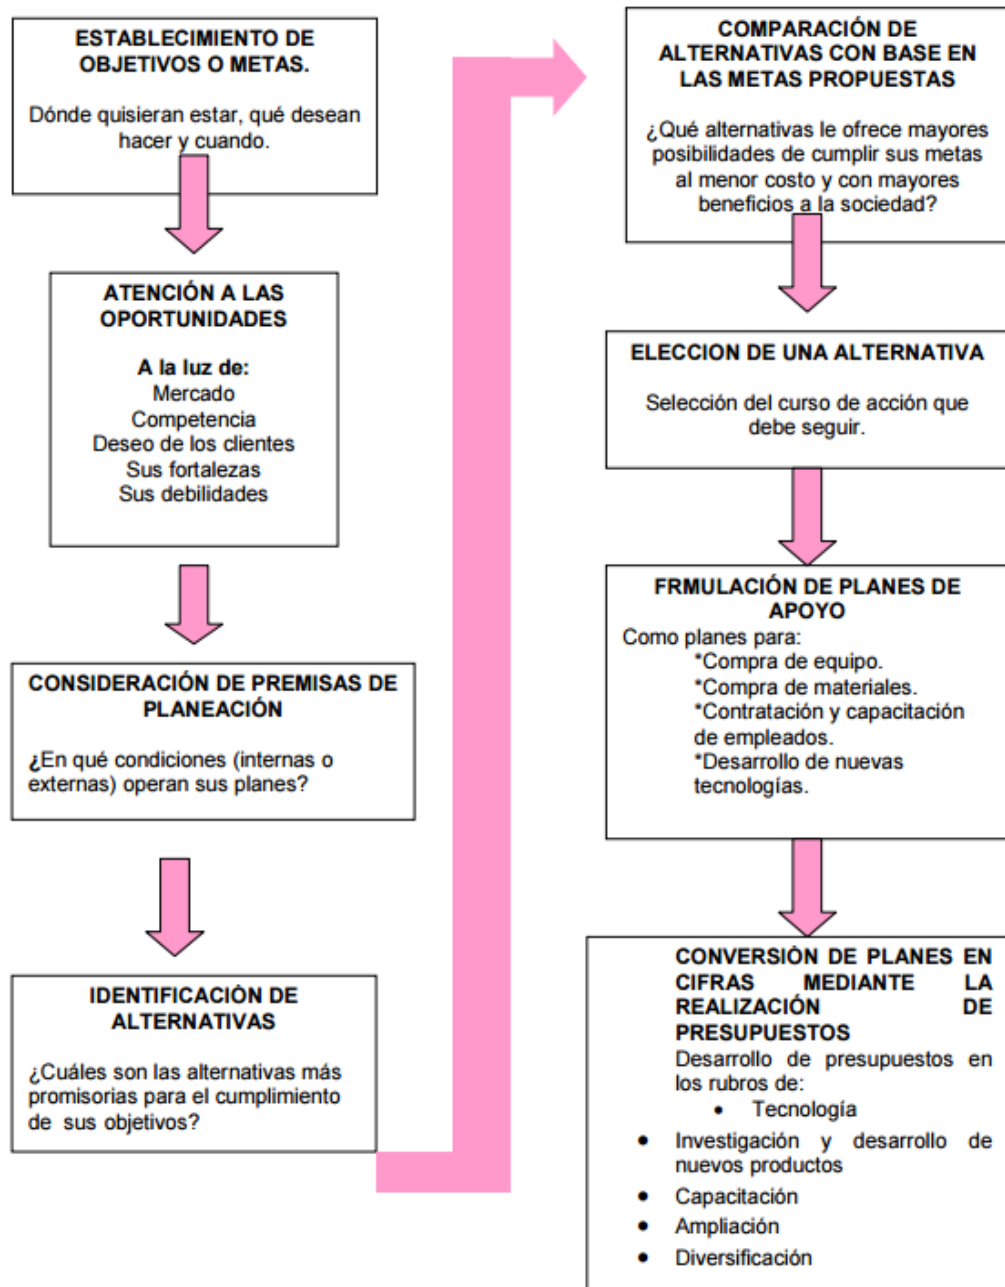 ESTABLECIMIENTO DE
OBJETIVOS O METAS.
Dónde quisieran estar, qué desean
hacer y cuando.
ATENCIÓN A LAS
OPORTUNIDADES
A la luz de:
Mercado
Competencia
Deseo de los clientes
Sus fortalezas
Sus debilidades
CONSIDERACIÓN DE PREMISAS DE
PLANEACIÓN
¿En qué condiciones (internas o
externas) operan sus planes?
IDENTIFICACIÓN DE
ALTERNATIVAS
¿Cuáles son las alternativas más
promisorias para el cumplimiento
de sus objetivos?
COMPARACIÓN DE
ALTERNATIVAS CON BASE EN
LAS METAS PROPUESTAS
¿Qué alternativas le ofrece mayores
posibilidades de cumplir sus metas
al menor costo y con mayores
beneficios a la sociedad?
ELECCION DE UNA ALTERNATIVA
Selección del curso de acción que
debe seguir.
FRMULACIÓN DE PLANES DE
APOYO
Como planes para:
*Compra de equipo.
*Compra de materiales.
*Contratación y capacitación
de empleados.
*Desarrollo de nuevas
tecnologías.
CONVERSIÓN DE PLANES EN
CIFRAS MEDIANTE LA
REALIZACIÓN DE
PRESUPUESTOS
Desarrollo de presupuestos en
los rubros de:
• Tecnología
• Investigación y desarrollo de
nuevos productos
• Capacitación
• Ampliación
• Diversificación